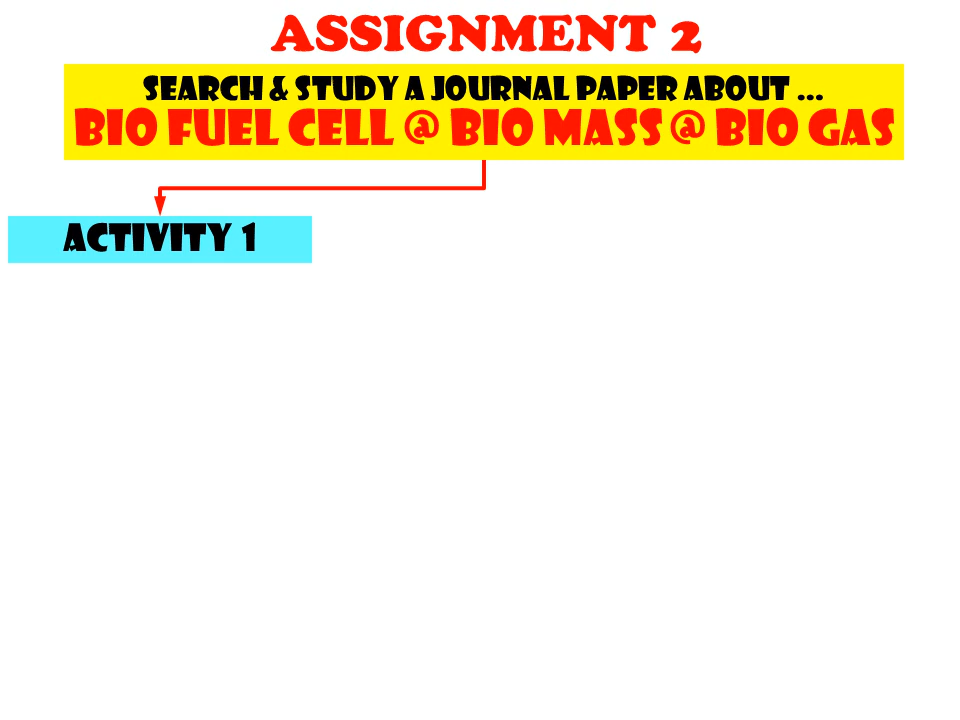 ASSIGNMENT 2
SEARCH & STUDY A JOURNAL PAPER ABOUT ...
BIO FUEL CELL @ BIO MASS @ BIO GAS
ACTIVITY 1